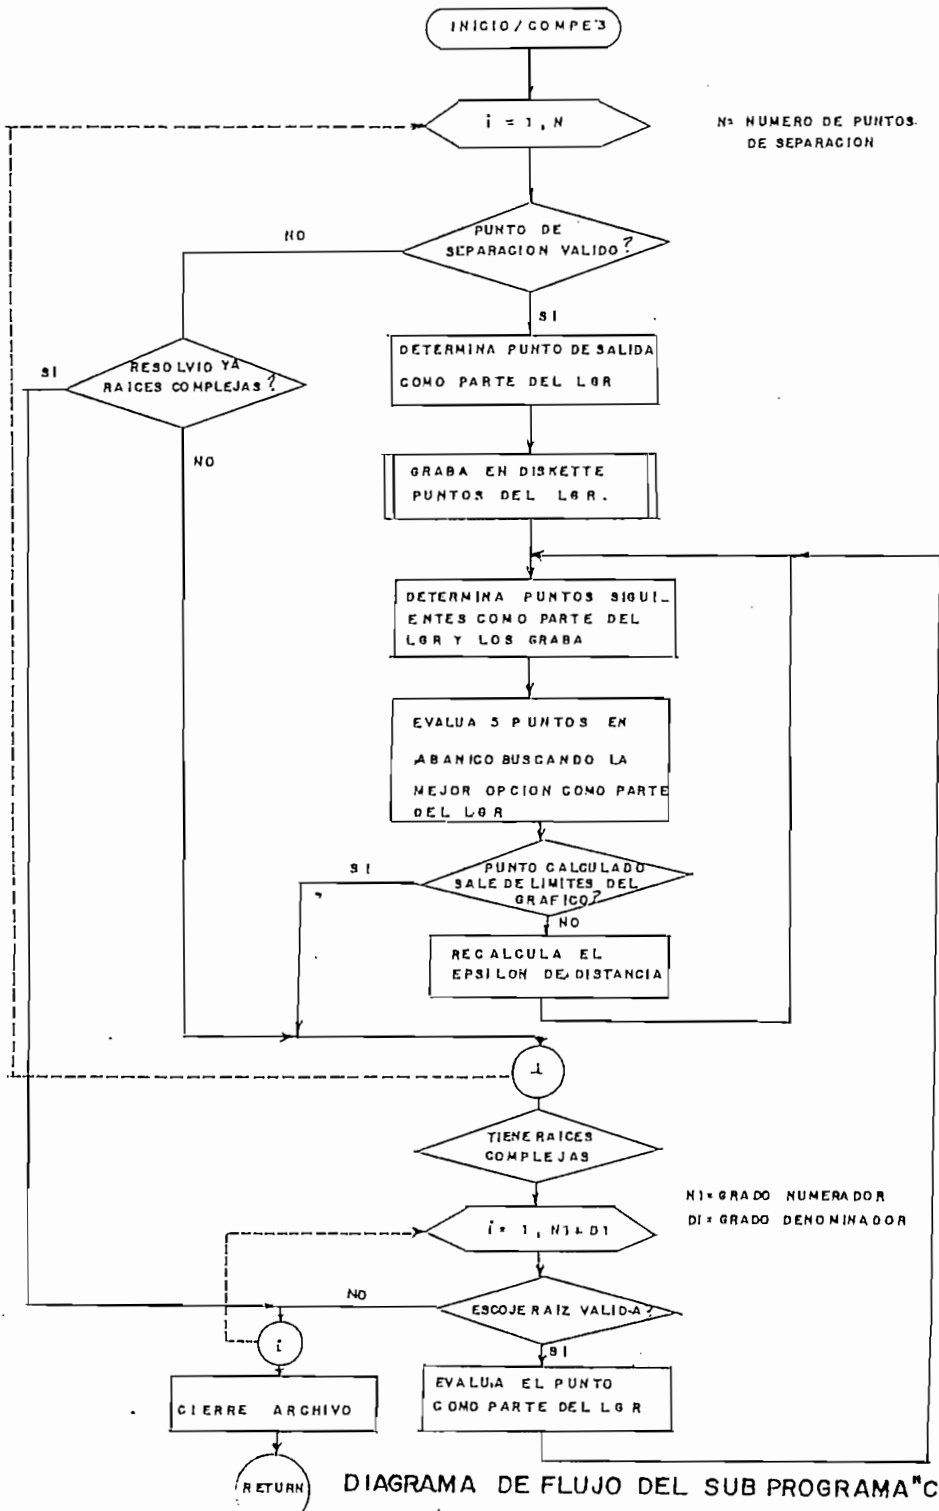 INICIO/COMPE'3
i = 1, N
N= NUMERO DE PUNTOS.
DE SEPARACION
PUNTO DE
SEPARACION VALIDO?
NO
SI
DETERMINA PUNTO DE SALIDA
COMO PARTE DEL LGR
RESOLVIO YA
RAICES COMPLEJAS?
SI
NO
GRABA EN DISKETTE
PUNTOS DEL LGR.
DETERMINA PUNTOS SIGUI_
ENTES COMO PARTE DEL
LGR Y LOS GRABA
EVALUA 5 PUNTOS EN
ABANICO BUSCANDO LA
MEJOR OPCION COMO PARTE
DEL LGR
PUNTO CALCULADO
SALE DE LIMITES DEL
GRAFICO?
SI
NO
RECALCULA EL
EPSILON DE DISTANCIA
i
TIENE RAICES
COMPLEJAS
N1= GRADO NUMERADOR
D1= GRADO DENOMINADOR
i = 1, N1+D1
ESCOJE RAIZ VALIDA?
NO
SI
i
EVALUA EL PUNTO
COMO PARTE DEL LGR
CIERRE ARCHIVO
RETURN
DIAGRAMA DE FLUJO DEL SUB PROGRAMA "C